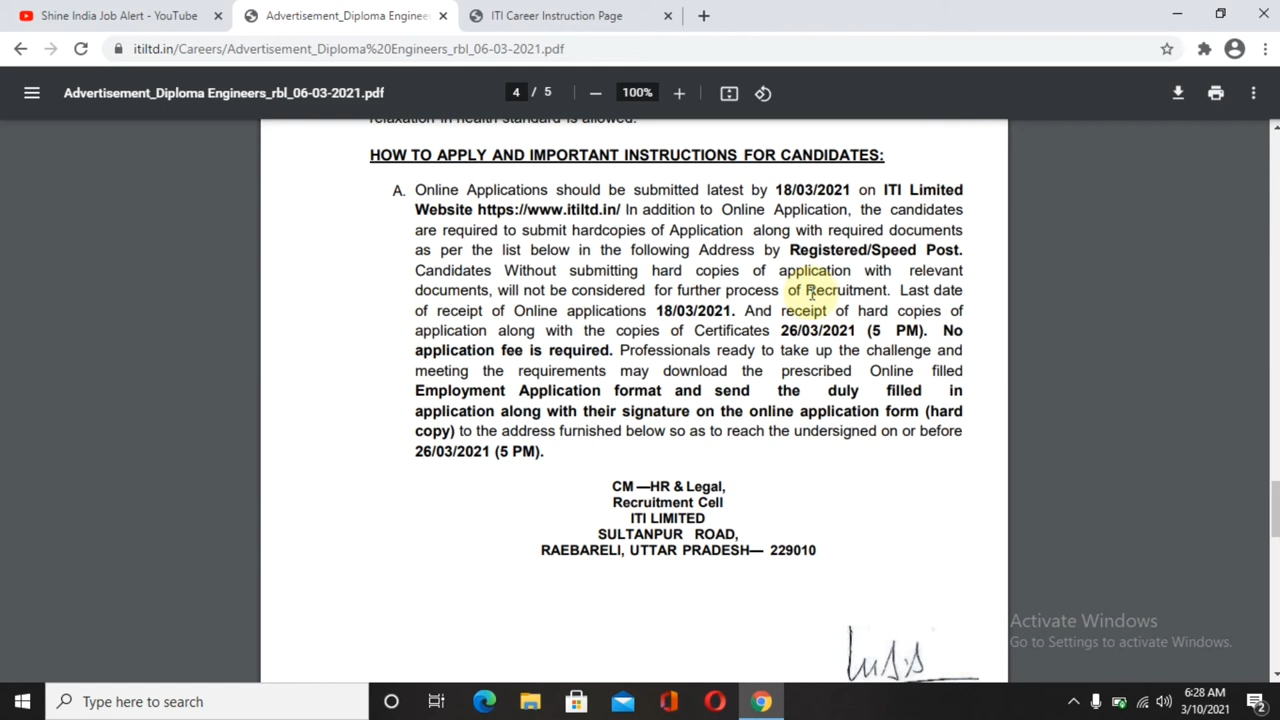 Shine India Job Alert - YouTube
Advertisement_Diploma Enginee
ITI Career Instruction Page
itiltd.in/Careers/Advertisement_Diploma%20Engineers_rbl_06-03-2021.pdf
Advertisement_Diploma Engineers_rbl_06-03-2021.pdf
4 / 5
100%
relaxation in health standard is allowed.
HOW TO APPLY AND IMPORTANT INSTRUCTIONS FOR CANDIDATES:
A. Online Applications should be submitted latest by 18/03/2021 on ITI Limited
Website https://www.itiltd.in/ In addition to Online Application, the candidates
are required to submit hardcopies of Application along with required documents
as per the list below in the following Address by Registered/Speed Post.
Candidates Without submitting hard copies of application with relevant
documents, will not be considered for further process of Recruitment. Last date
of receipt of Online applications 18/03/2021. And receipt of hard copies of
application along with the copies of Certificates 26/03/2021 (5 PM). No
application fee is required. Professionals ready to take up the challenge and
meeting the requirements may download the prescribed Online filled
Employment Application format and send the duly filled in
application along with their signature on the online application form (hard
copy) to the address furnished below so as to reach the undersigned on or before
26/03/2021 (5 PM).
CM —HR & Legal,
Recruitment Cell
ITI LIMITED
SULTANPUR ROAD,
RAEBARELI, UTTAR PRADESH— 229010
Activate Windows
Go to Settings to activate Windows.
Type here to search
6:28 AM
3/10/2021
2